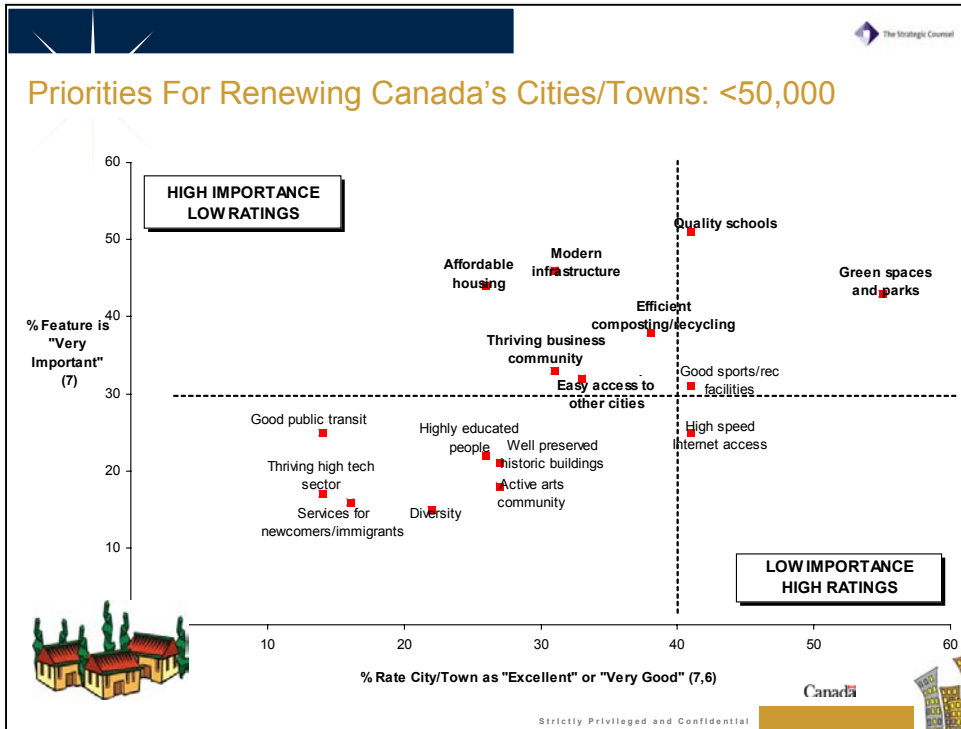 The Strategic Counsel
Priorities For Renewing Canada's Cities/Towns: <50,000
60
50
40
30
20
10
% Feature is
"Very
Important"
(7)
HIGH IMPORTANCE
LOW RATINGS
Quality schools
Modern
infrastructure
Affordable
housing
Green spaces
and parks
Efficient
composting/recycling
Thriving business
community
Easy access to
other cities
Good sports/rec
facilities
Good public transit
Highly educated
people
Well preserved
historic buildings
High speed
Internet access
Thriving high tech
sector
Active arts
community
Services for
newcomers/immigrants
Diversity
LOW IMPORTANCE
HIGH RATINGS
10
20
30
40
50
60
% Rate City/Town as "Excellent" or "Very Good" (7,6)
Canada
Strictly Privileged and Confidential